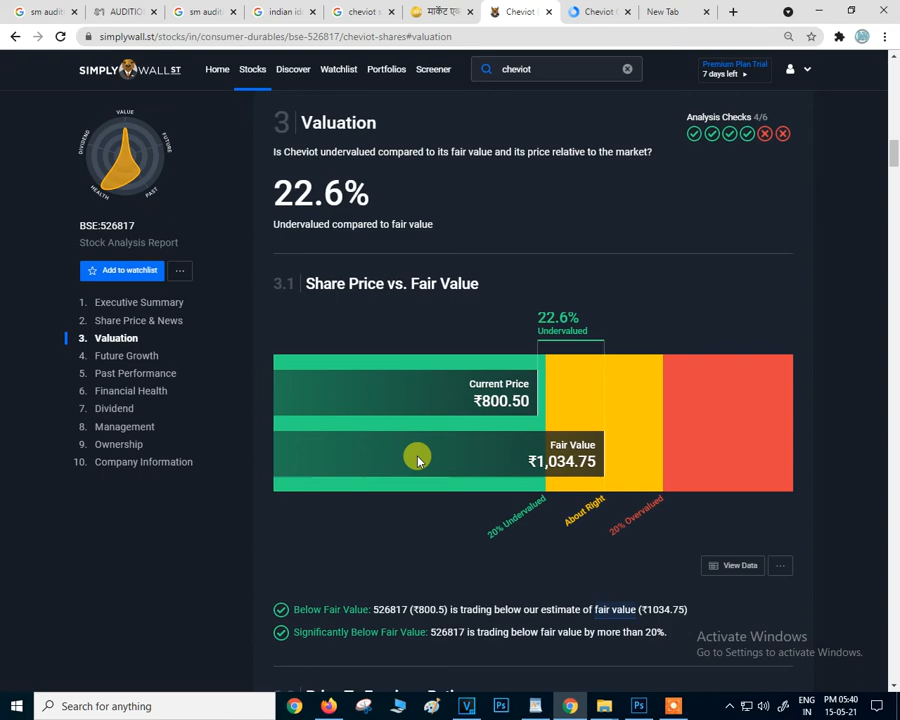 sm audit
AUDITION
sm audit
indian id
cheviot s
मार्केट एक
Cheviot
Cheviot
New Tab
simplywall.st/stocks/in/consumer-durables/bse-526817/cheviot-shares#valuation
SIMPLY WALL ST
Home Stocks Discover Watchlist Portfolios Screener
cheviot
Premium Plan Trial
7 days left
VALUE
FUTURE
PAST
HEALTH
DIVIDEND
BSE:526817
Stock Analysis Report
Add to watchlist
...
1. Executive Summary
2. Share Price & News
3. Valuation
4. Future Growth
5. Past Performance
6. Financial Health
7. Dividend
8. Management
9. Ownership
10. Company Information
3 Valuation
Analysis Checks 4/6
Is Cheviot undervalued compared to its fair value and its price relative to the market?
22.6%
Undervalued compared to fair value
3.1 Share Price vs. Fair Value
22.6%
Undervalued
Current Price
₹800.50
Fair Value
₹1,034.75
20% Undervalued
About Right
20% Overvalued
View Data
...
Below Fair Value: 526817 (₹800.5) is trading below our estimate of fair value (₹1034.75)
Significantly Below Fair Value: 526817 is trading below fair value by more than 20%.
Activate Windows
Go to Settings to activate Windows.
Search for anything
ENG
IN
PM 05:40
15-05-21